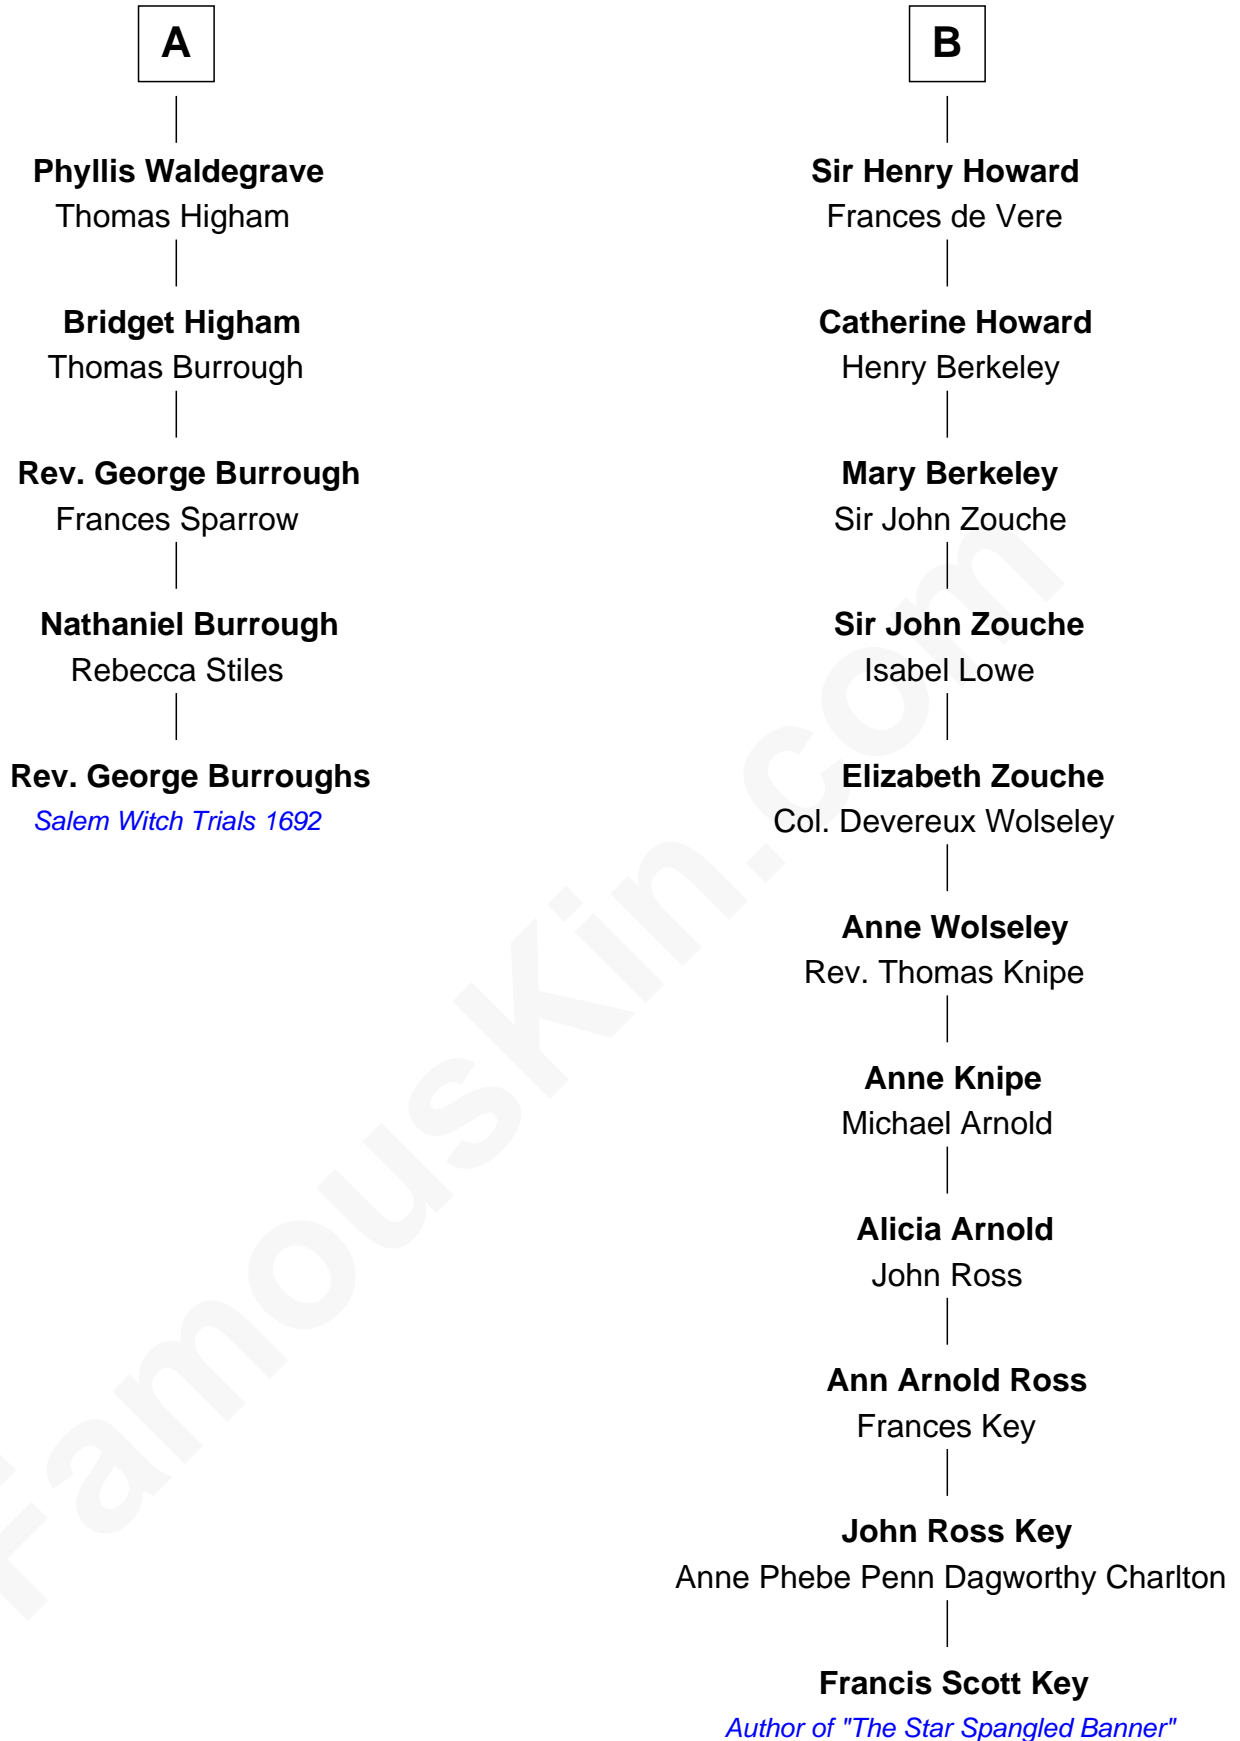 A
Phyllis Waldegrave
Thomas Higham
Bridget Higham
Thomas Burrough
Rev. George Burrough
Frances Sparrow
Nathaniel Burrough
Rebecca Stiles
Rev. George Burroughs
Salem Witch Trials 1692
B
Sir Henry Howard
Frances de Vere
Catherine Howard
Henry Berkeley
Mary Berkeley
Sir John Zouche
Sir John Zouche
Isabel Lowe
Elizabeth Zouche
Col. Devereux Wolseley
Anne Wolseley
Rev. Thomas Knipe
Anne Knipe
Michael Arnold
Alicia Arnold
John Ross
Ann Arnold Ross
Frances Key
John Ross Key
Anne Phebe Penn Dagworthy Charlton
Francis Scott Key
Author of "The Star Spangled Banner"
FamousKin.com